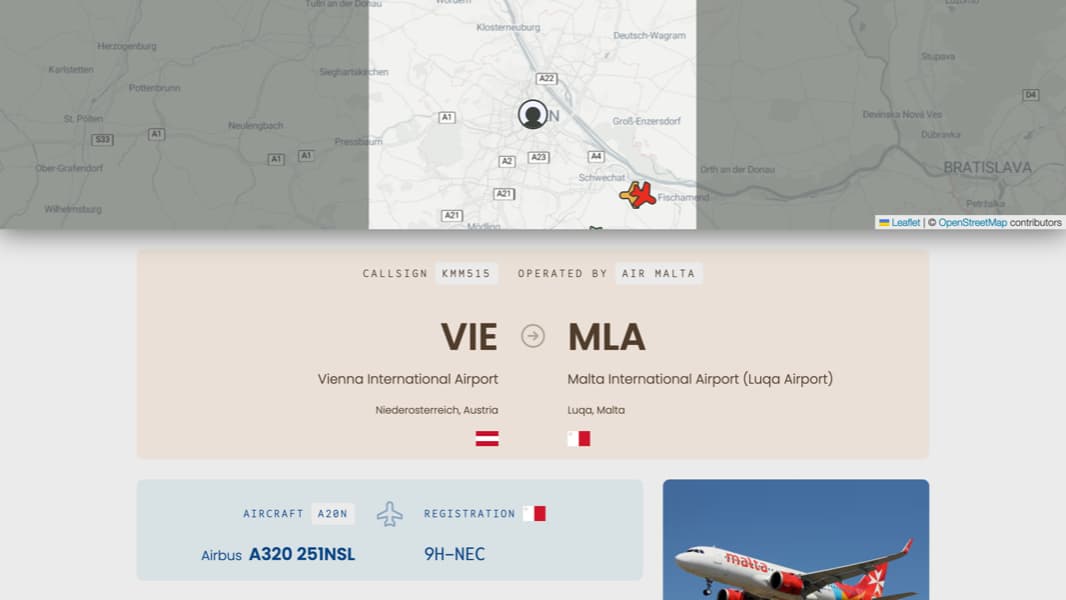 Tulln an der Donau
Klosterneuburg
Deutsch-Wagram
Herzogenburg
Stupava
Karlstetten
Sieghartskirchen
A22
Pottenbrunn
D4
St. Pölten
A1
Groß-Enzersdorf
Devínska Nová Ves
Neulengbach
S33
A1
Pressbaum
Dúbravka
A1
A1
A2
A23
A4
Ober-Grafendorf
Orth an der Donau
BRATISLAVA
Schwechat
A21
Fischamend
Wilhelmsburg
Petržalka
A21
Mödling
Leaflet | © OpenStreetMap contributors
CALLSIGN KMM515 OPERATED BY AIR MALTA
VIE MLA
Vienna International Airport Malta International Airport (Luqa Airport)
Niederosterreich, Austria Luqa, Malta
AIRCRAFT A20N REGISTRATION
Airbus A320 251NSL 9H-NEC
malta